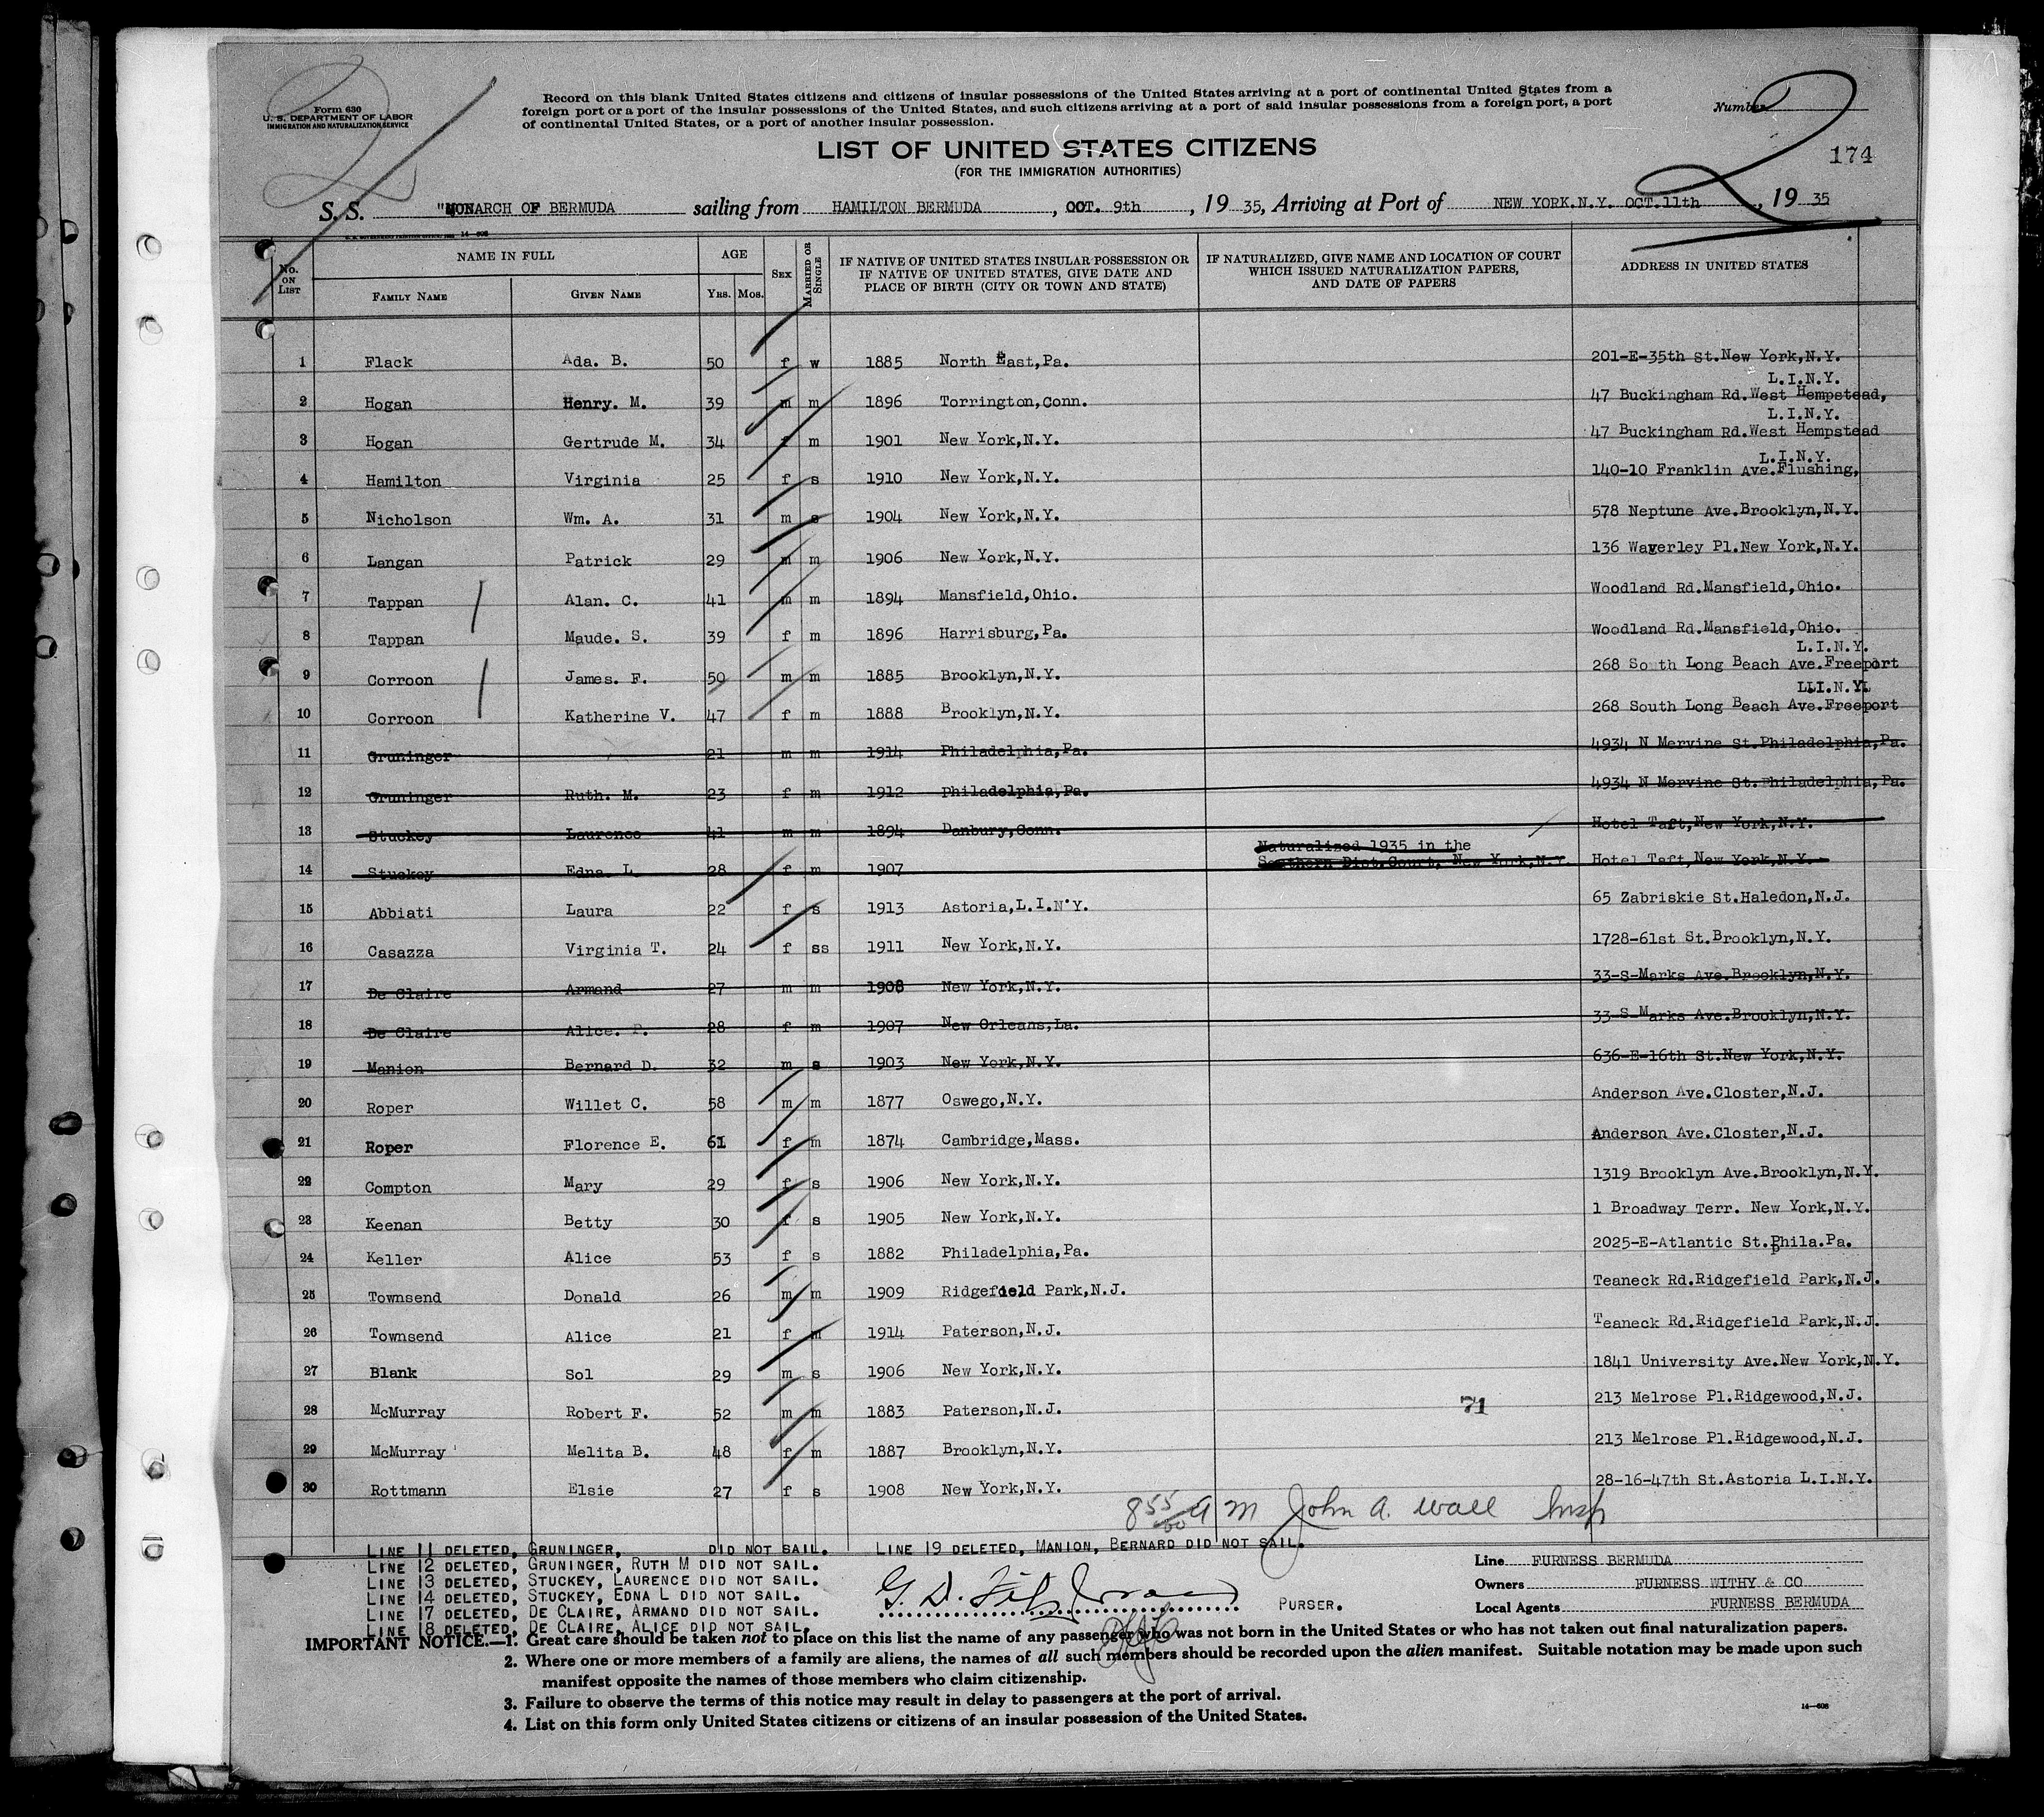 Form 630
U. S. DEPARTMENT OF LABOR
IMMIGRATION AND NATURALIZATION SERVICE
Record on this blank United States citizens and citizens of insular possessions of the United States arriving at a port of continental United States from a
foreign port or a port of the insular possessions of the United States, and such citizens arriving at a port of said insular possessions from a foreign port, a port
of continental United States, or a port of another insular possession.
Number
2
LIST OF UNITED STATES CITIZENS
(FOR THE IMMIGRATION AUTHORITIES)
174
S. S. "MONARCH OF BERMUDA sailing from HAMILTON BERMUDA, OCT. 9th, 19 35, Arriving at Port of NEW YORK.N.Y. OCT.11th, 19 35
No. ON LIST NAME IN FULL AGE SEX MARRIED OR SINGLE IF NATIVE OF UNITED STATES INSULAR POSSESSION OR IF NATIVE OF UNITED STATES, GIVE DATE AND PLACE OF BIRTH (CITY OR TOWN AND STATE) IF NATURALIZED, GIVE NAME AND LOCATION OF COURT WHICH ISSUED NATURALIZATION PAPERS, AND DATE OF PAPERS ADDRESS IN UNITED STATES
FAMILY NAME GIVEN NAME YRS. MOS.
1 Flack Ada. B. 50 f w 1885 North East,Pa. 201-E-35th St.New York,N.Y.
L.I.N.Y.
2 Hogan Henry. M. 39 m m 1896 Torrington,Conn. 47 Buckingham Rd.West Hempstead,
L.I.N.Y.
3 Hogan Gertrude M. 34 f m 1901 New York,N.Y. 47 Buckingham Rd.West Hempstead
L.I.N.Y.
4 Hamilton Virginia 25 f s 1910 New York,N.Y. 140-10 Franklin Ave.Flushing,
5 Nicholson Wm. A. 31 m s 1904 New York,N.Y. 578 Neptune Ave.Brooklyn,N.Y.
6 Langan Patrick 29 m m 1906 New York,N.Y. 136 Waverley Pl.New York,N.Y.
7 Tappan Alan. C. 41 m m 1894 Mansfield,Ohio. Woodland Rd.Mansfield,Ohio.
8 Tappan Maude. S. 39 f m 1896 Harrisburg,Pa. Woodland Rd.Mansfield,Ohio.
L.I.N.Y.
9 Corroon James. F. 50 m m 1885 Brooklyn,N.Y. 268 South Long Beach Ave.Freeport
L.I.N.Y.
10 Corroon Katherine V. 47 f m 1888 Brooklyn,N.Y. 268 South Long Beach Ave.Freeport
11 Gruninger 21 m m 1914 Philadelphia,Pa. 4934 N Mervine St.Philadelphia,Pa.
12 Gruninger Ruth. M. 23 f m 1912 Philadelphia,Pa. 4934 N Mervine St.Philadelphia,Pa.
13 Stuckey Laurence 41 m m 1894 Danbury,Conn. Hotel Taft,New York,N.Y.
Naturalized 1935 in the
14 Stuckey Edna. L 28 f m 1907 Southern Dist.Court, New York,N.Y. Hotel Taft,New York,N.Y.
15 Abbiati Laura 22 f s 1913 Astoria,L.I.N.Y. 65 Zabriskie St.Haledon,N.J.
16 Casazza Virginia T. 24 f ss 1911 New York,N.Y. 1728-61st St.Brooklyn,N.Y.
17 De Claire Armand 27 m m 1908 New York,N.Y. 33-S-Marks Ave.Brooklyn,N.Y.
18 De Claire Alice. P. 28 f m 1907 New Orleans,La. 33-S-Marks Ave.Brooklyn,N.Y.
19 Manion Bernard D. 32 m s 1903 New York,N.Y. 636-E-16th St.New York,N.Y.
20 Roper Willet C. 58 m m 1877 Oswego,N.Y. Anderson Ave.Closter,N.J.
21 Roper Florence E. 61 f m 1874 Cambridge,Mass. Anderson Ave.Closter,N.J.
22 Compton Mary 29 f s 1906 New York,N.Y. 1319 Brooklyn Ave.Brooklyn,N.Y.
23 Keenan Betty 30 f s 1905 New York,N.Y. 1 Broadway Terr. New York,N.Y.
24 Keller Alice 53 f s 1882 Philadelphia,Pa. 2025-E-Atlantic St.Phila.Pa.
25 Townsend Donald 26 m m 1909 Ridgefield Park,N.J. Teaneck Rd.Ridgefield Park,N.J.
26 Townsend Alice 21 f m 1914 Paterson,N.J. Teaneck Rd.Ridgefield Park,N.J.
27 Blank Sol 29 m s 1906 New York,N.Y. 1841 University Ave.New York,N.Y.
28 McMurray Robert F. 52 m m 1883 Paterson,N.J. 71 213 Melrose Pl.Ridgewood,N.J.
29 McMurray Melita B. 48 f m 1887 Brooklyn,N.Y. 213 Melrose Pl.Ridgewood,N.J.
30 Rottmann Elsie 27 f s 1908 New York,N.Y. 28-16-47th St.Astoria L.I.N.Y.
8 55/00 A M John A. Wall Insp
LINE 11 DELETED, GRUNINGER, DID NOT SAIL. LINE 19 DELETED, MANION, BERNARD DID NOT SAIL.
LINE 12 DELETED, GRUNINGER, RUTH M DID NOT SAIL.
LINE 13 DELETED, STUCKEY, LAURENCE DID NOT SAIL.
LINE 14 DELETED, STUCKEY, EDNA L DID NOT SAIL.
LINE 17 DELETED, DE CLAIRE, ARMAND DID NOT SAIL.
LINE 18 DELETED, DE CLAIRE, ALICE DID NOT SAIL.
PURSER.
Line FURNESS BERMUDA
Owners FURNESS WITHY & CO
Local Agents FURNESS BERMUDA
IMPORTANT NOTICE.—1. Great care should be taken not to place on this list the name of any passenger who was not born in the United States or who has not taken out final naturalization papers.
2. Where one or more members of a family are aliens, the names of all such members should be recorded upon the alien manifest. Suitable notation may be made upon such
manifest opposite the names of those members who claim citizenship.
3. Failure to observe the terms of this notice may result in delay to passengers at the port of arrival.
4. List on this form only United States citizens or citizens of an insular possession of the United States.
14—608